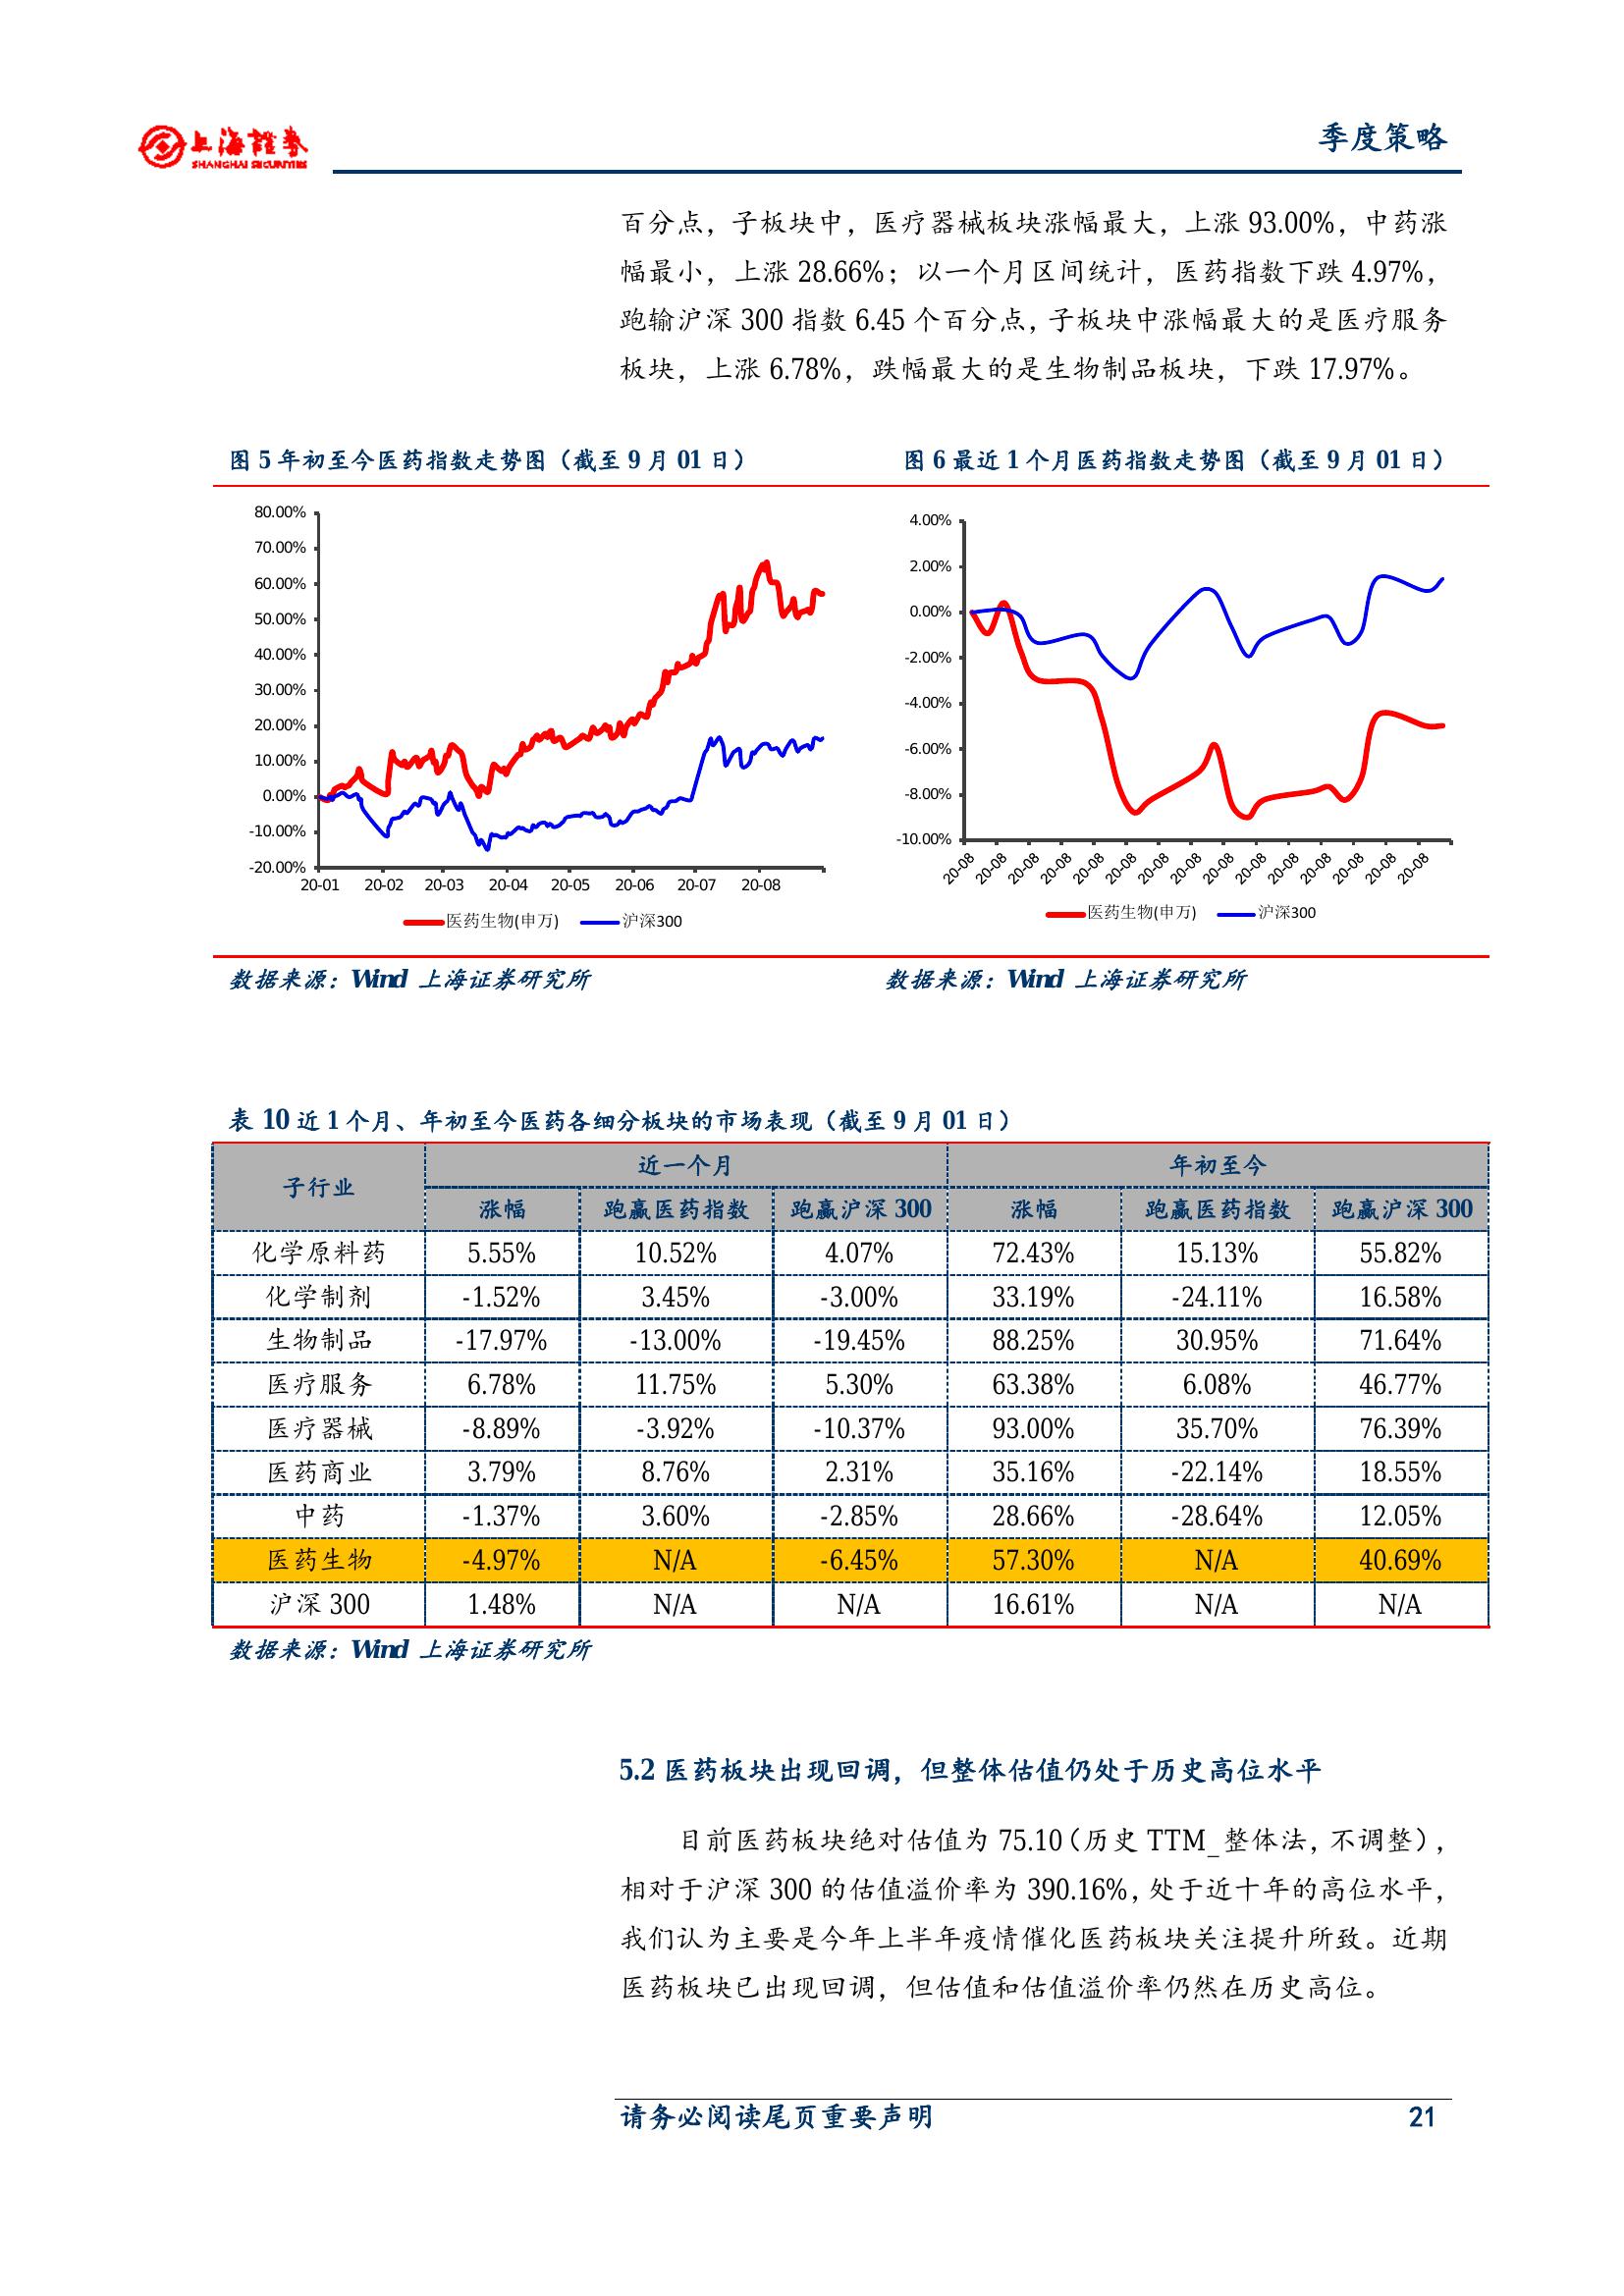 上海證券
SHANGHAI SECURITIES
季度策略
百分点，子板块中，医疗器械板块涨幅最大，上涨 93.00%，中药涨
幅最小，上涨 28.66%；以一个月区间统计，医药指数下跌 4.97%，
跑输沪深 300 指数 6.45 个百分点，子板块中涨幅最大的是医疗服务
板块，上涨 6.78%，跌幅最大的是生物制品板块，下跌 17.97%。
图 5 年初至今医药指数走势图（截至 9 月 01 日）
80.00%
70.00%
60.00%
50.00%
40.00%
30.00%
20.00%
10.00%
0.00%
-10.00%
-20.00%
20-01 20-02 20-03 20-04 20-05 20-06 20-07 20-08
医药生物(申万) 沪深300
数据来源：Wind 上海证券研究所
图 6 最近 1 个月医药指数走势图（截至 9 月 01 日）
4.00%
2.00%
0.00%
-2.00%
-4.00%
-6.00%
-8.00%
-10.00%
20-08 20-08 20-08 20-08 20-08 20-08 20-08 20-08 20-08 20-08 20-08 20-08 20-08 20-08 20-08
医药生物(申万) 沪深300
数据来源：Wind 上海证券研究所
表 10 近 1 个月、年初至今医药各细分板块的市场表现（截至 9 月 01 日）
子行业 近一个月 年初至今
涨幅 跑赢医药指数 跑赢沪深 300 涨幅 跑赢医药指数 跑赢沪深 300
化学原料药 5.55% 10.52% 4.07% 72.43% 15.13% 55.82%
化学制剂 -1.52% 3.45% -3.00% 33.19% -24.11% 16.58%
生物制品 -17.97% -13.00% -19.45% 88.25% 30.95% 71.64%
医疗服务 6.78% 11.75% 5.30% 63.38% 6.08% 46.77%
医疗器械 -8.89% -3.92% -10.37% 93.00% 35.70% 76.39%
医药商业 3.79% 8.76% 2.31% 35.16% -22.14% 18.55%
中药 -1.37% 3.60% -2.85% 28.66% -28.64% 12.05%
医药生物 -4.97% N/A -6.45% 57.30% N/A 40.69%
沪深 300 1.48% N/A N/A 16.61% N/A N/A
数据来源：Wind 上海证券研究所
5.2 医药板块出现回调，但整体估值仍处于历史高位水平
目前医药板块绝对估值为 75.10（历史 TTM_整体法，不调整），
相对于沪深 300 的估值溢价率为 390.16%，处于近十年的高位水平，
我们认为主要是今年上半年疫情催化医药板块关注提升所致。近期
医药板块已出现回调，但估值和估值溢价率仍然在历史高位。
请务必阅读尾页重要声明
21